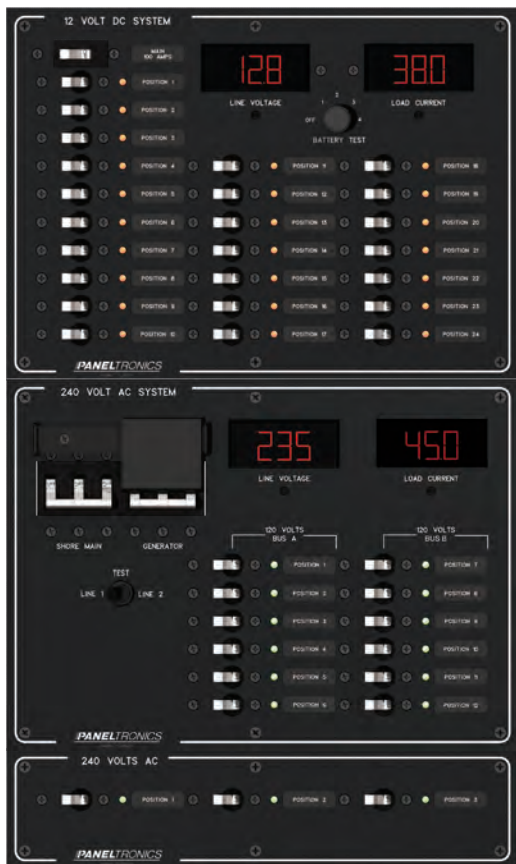 12 VOLT DC SYSTEM
MAIN
100 AMPS
POSITION 1
POSITION 2
POSITION 3
POSITION 4
POSITION 5
POSITION 6
POSITION 7
POSITION 8
POSITION 9
POSITION 10
12.8
LINE VOLTAGE
38.0
LOAD CURRENT
OFF 1 2 3 4
BATTERY TEST
POSITION 11
POSITION 12
POSITION 13
POSITION 14
POSITION 15
POSITION 16
POSITION 17
POSITION 18
POSITION 19
POSITION 20
POSITION 21
POSITION 22
POSITION 23
POSITION 24
PANELTRONICS
240 VOLT AC SYSTEM
SHORE MAIN
GENERATOR
TEST
LINE 1 LINE 2
235
LINE VOLTAGE
45.0
LOAD CURRENT
120 VOLTS
BUS A
POSITION 1
POSITION 2
POSITION 3
POSITION 4
POSITION 5
POSITION 6
120 VOLTS
BUS B
POSITION 7
POSITION 8
POSITION 9
POSITION 10
POSITION 11
POSITION 12
PANELTRONICS
240 VOLTS AC
POSITION 1
POSITION 2
POSITION 3
PANELTRONICS